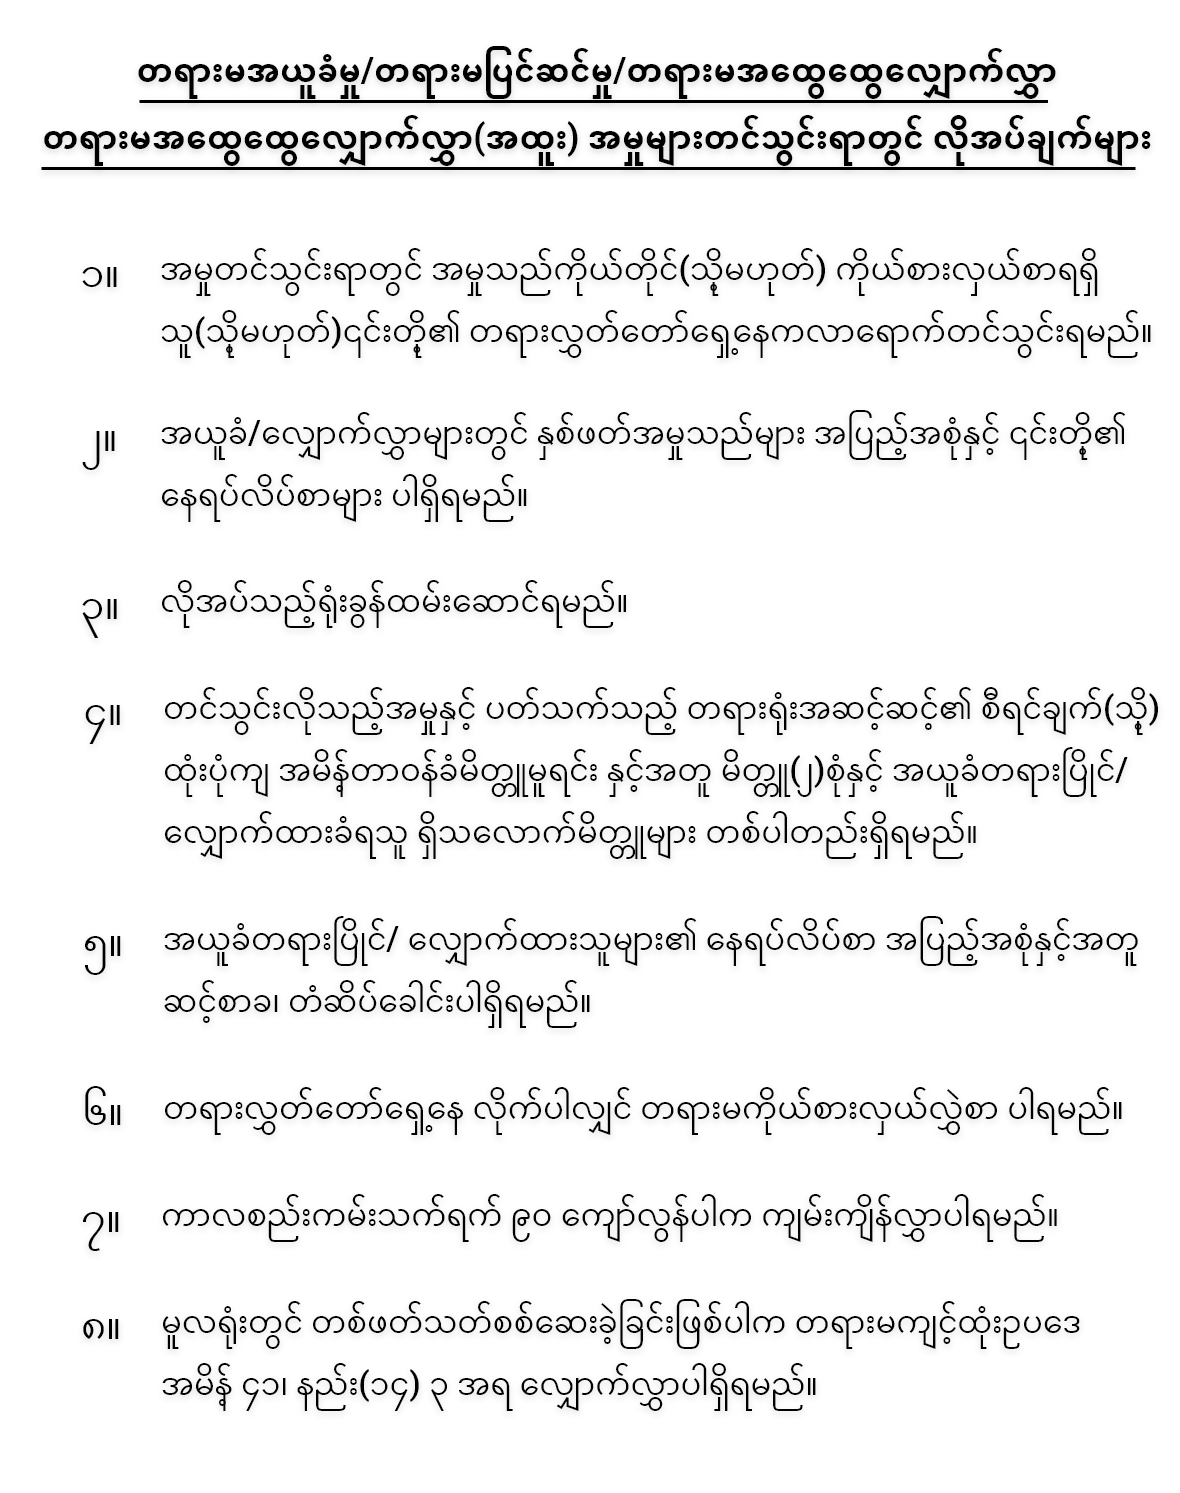 တရားမအယူခံမှု/တရားမပြင်ဆင်မှု/တရားမအထွေထွေလျှောက်လွှာ
တရားမအထွေထွေလျှောက်လွှာ(အထူး) အမှုများတင်သွင်းရာတွင် လိုအပ်ချက်များ
၁။ အမှုတင်သွင်းရာတွင် အမှုသည်ကိုယ်တိုင်(သို့မဟုတ်) ကိုယ်စားလှယ်စာရရှိ
သူ(သို့မဟုတ်)၎င်းတို့၏ တရားလွှတ်တော်ရှေ့နေကလာရောက်တင်သွင်းရမည်။
၂။ အယူခံ/လျှောက်လွှာများတွင် နှစ်ဖတ်အမှုသည်များ အပြည့်အစုံနှင့် ၎င်းတို့၏
နေရပ်လိပ်စာများ ပါရှိရမည်။
၃။ လိုအပ်သည့်ရုံးခွန်ထမ်းဆောင်ရမည်။
၄။ တင်သွင်းလိုသည့်အမှုနှင့် ပတ်သက်သည့် တရားရုံးအဆင့်ဆင့်၏ စီရင်ချက်(သို့)
ထုံးပုံကျ အမိန့်တာဝန်ခံမိတ္တူမူရင်း နှင့်အတူ မိတ္တူ(၂)စုံနှင့် အယူခံတရားပြိုင်/
လျှောက်ထားခံရသူ ရှိသလောက်မိတ္တူများ တစ်ပါတည်းရှိရမည်။
၅။ အယူခံတရားပြိုင်/ လျှောက်ထားသူများ၏ နေရပ်လိပ်စာ အပြည့်အစုံနှင့်အတူ
ဆင့်စာခ၊ တံဆိပ်ခေါင်းပါရှိရမည်။
၆။ တရားလွှတ်တော်ရှေ့နေ လိုက်ပါလျှင် တရားမကိုယ်စားလှယ်လွှဲစာ ပါရမည်။
၇။ ကာလစည်းကမ်းသက်ရက် ၉၀ ကျော်လွန်ပါက ကျမ်းကျိန်လွှာပါရမည်။
၈။ မူလရုံးတွင် တစ်ဖတ်သတ်စစ်ဆေးခဲ့ခြင်းဖြစ်ပါက တရားမကျင့်ထုံးဥပဒေ
အမိန့် ၄၁၊ နည်း(၁၄) ၃ အရ လျှောက်လွှာပါရှိရမည်။